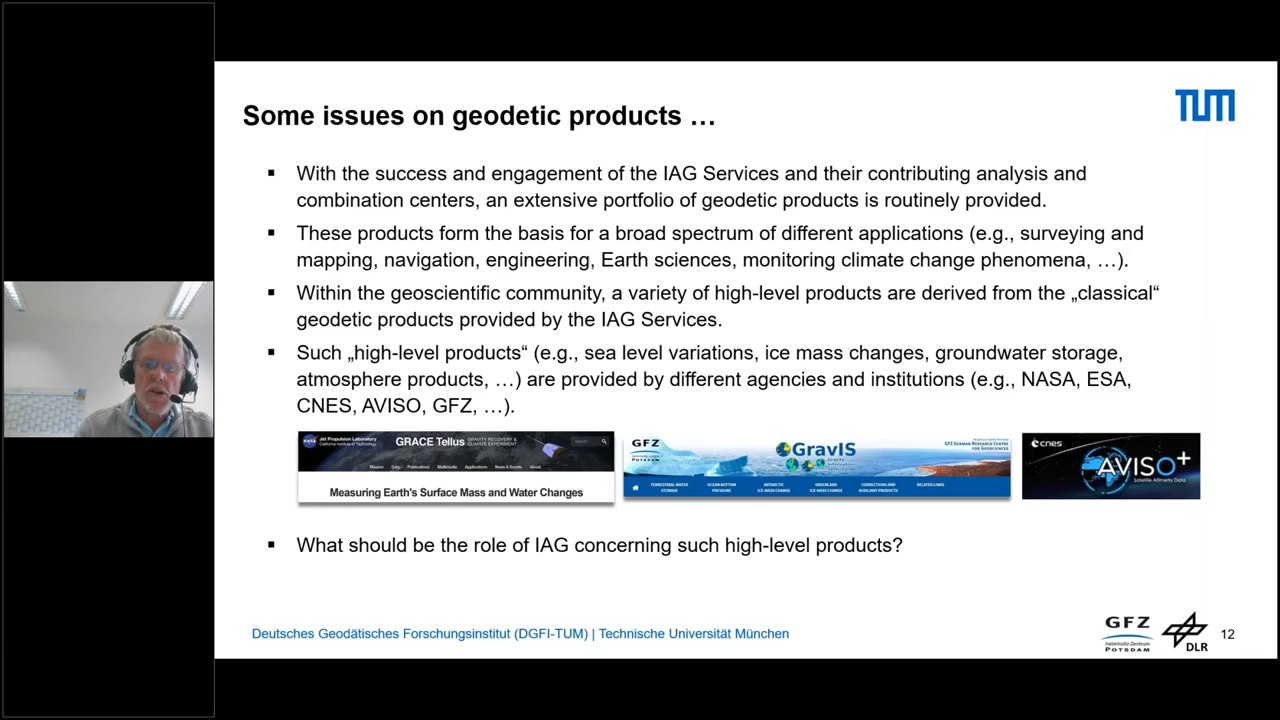 Some issues on geodetic products …
TUM
▪ With the success and engagement of the IAG Services and their contributing analysis and
combination centers, an extensive portfolio of geodetic products is routinely provided.
▪ These products form the basis for a broad spectrum of different applications (e.g., surveying and
mapping, navigation, engineering, Earth sciences, monitoring climate change phenomena, …).
▪ Within the geoscientific community, a variety of high-level products are derived from the „classical“
geodetic products provided by the IAG Services.
▪ Such „high-level products“ (e.g., sea level variations, ice mass changes, groundwater storage,
atmosphere products, …) are provided by different agencies and institutions (e.g., NASA, ESA,
CNES, AVISO, GFZ, …).
NASA
Jet Propulsion Laboratory
California Institute of Technology
GRACE Tellus
GRAVITY RECOVERY &
CLIMATE EXPERIMENT
Search
Mission Data Publications Multimedia Applications News & Events About
Measuring Earth's Surface Mass and Water Changes
GFZ
POTSDAM
GravIS
GFZ GERMAN RESEARCH CENTRE
FOR GEOSCIENCES
TERRESTRIAL WATER
STORAGE
OCEAN BOTTOM
PRESSURE
ANTARCTIC
ICE-MASS CHANGE
GREENLAND
ICE-MASS CHANGE
CORRECTIONS AND
AUXILIARY PRODUCTS
RELATED LINKS
cnes
AVISO+
Satellite Altimetry Data
▪ What should be the role of IAG concerning such high-level products?
Deutsches Geodätisches Forschungsinstitut (DGFI-TUM) | Technische Universität München
GFZ
Helmholtz-Zentrum
POTSDAM
DLR
12